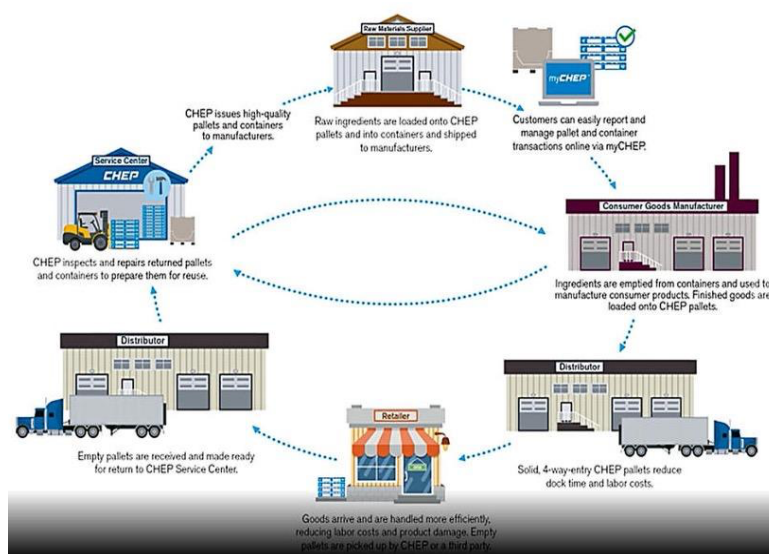 Raw Materials Supplier
Raw ingredients are loaded onto CHEP
pallets and into containers and shipped
to manufacturers.
myCHEP
Customers can easily report and
manage pallet and container
transactions online via myCHEP.
CHEP issues high-quality
pallets and containers
to manufacturers.
Service Center
CHEP
CHEP inspects and repairs returned pallets
and containers to prepare them for reuse.
Consumer Goods Manufacturer
Ingredients are emptied from containers and used to
manufacture consumer products. Finished goods are
loaded onto CHEP pallets.
Distributor
Empty pallets are received and made ready
for return to CHEP Service Center.
Distributor
Solid, 4-way-entry CHEP pallets reduce
dock time and labor costs.
Retailer
Goods arrive and are handled more efficiently,
reducing labor costs and product damage. Empty
pallets are picked up by CHEP or a third party.